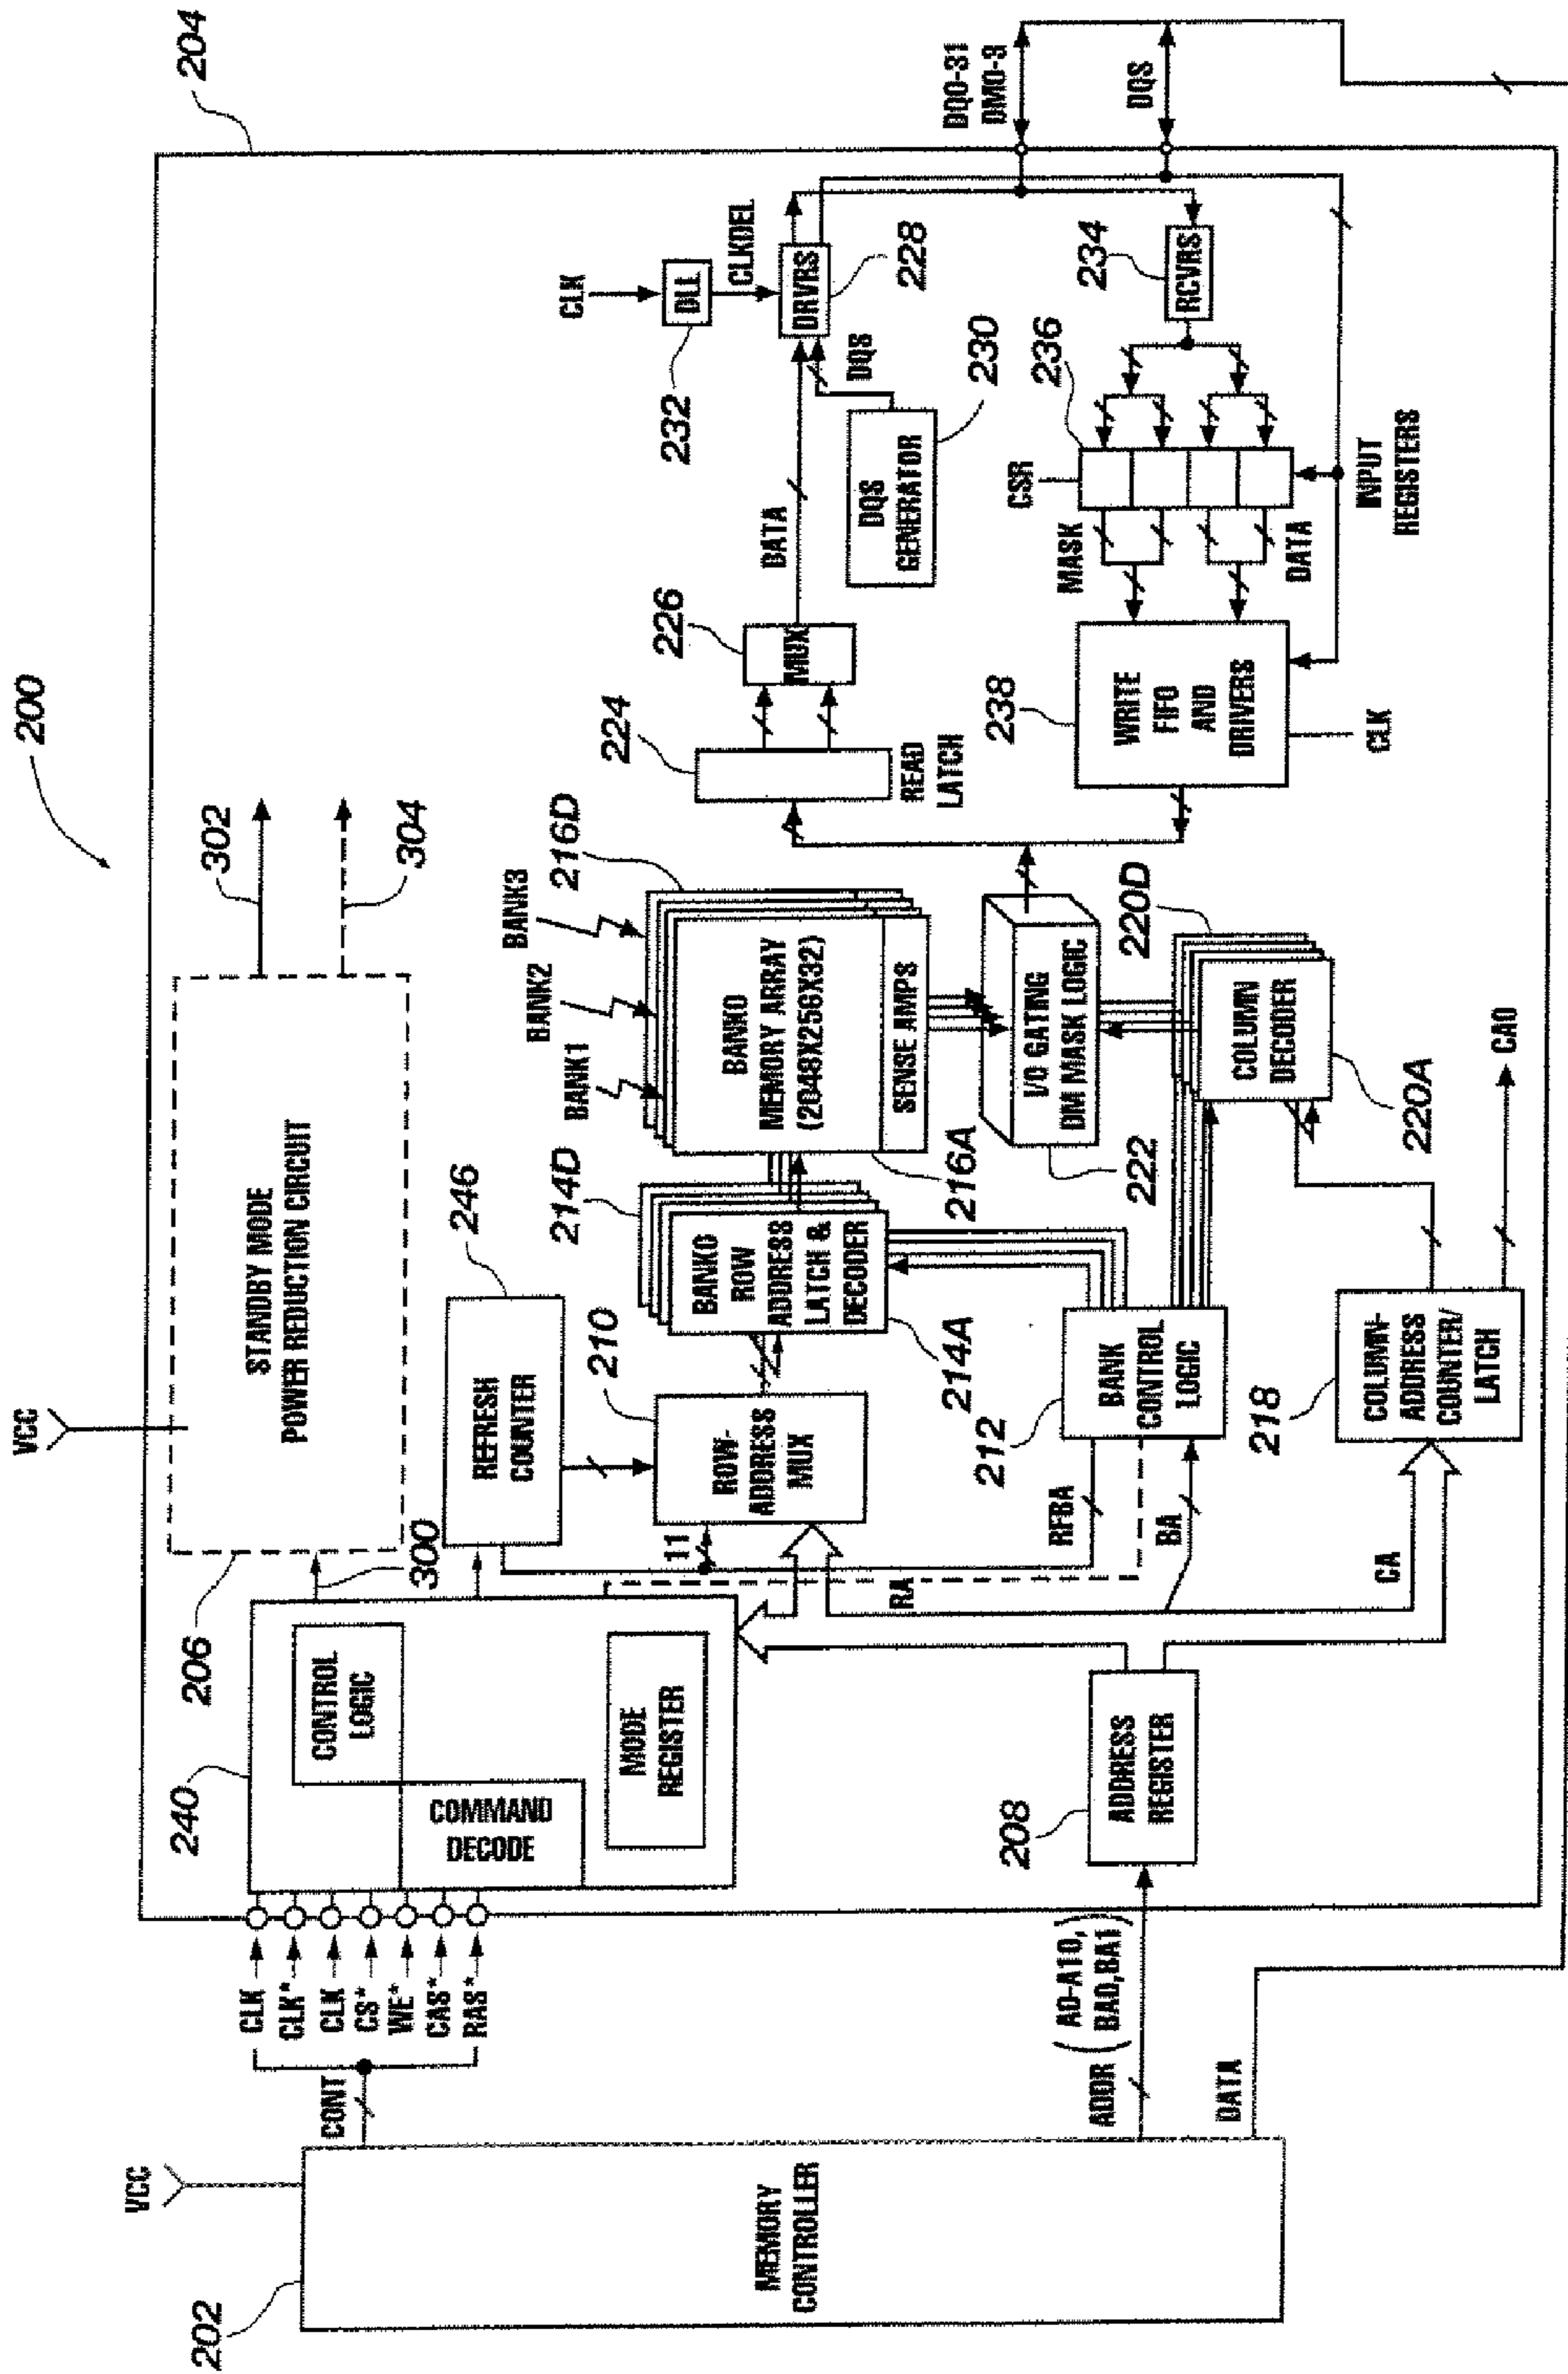 200
204
VCC
206
STANDBY MODE
POWER REDUCTION CIRCUIT
302
304
300
240
CONTROL
LOGIC
COMMAND
DECODE
MODE
REGISTER
CLK
CLK*
CLK
CS*
WE*
CAS*
RAS*
CONT
VCC
202
MEMORY
CONTROLLER
246
REFRESH
COUNTER
11
210
ROW-
ADDRESS
MUX
214D
BANK0
ROW
ADDRESS
LATCH &
DECODER
214A
BANK1
BANK2
BANK3
216D
BANK0
MEMORY ARRAY
(2048X256X32)
SENSE AMPS
216A
RFBA
RA
BA
CA
212
BANK
CONTROL
LOGIC
I/O GATING
DM MASK LOGIC
222
220D
COLUMN
DECODER
220A
218
COLUMN-
ADDRESS
COUNTER/
LATCH
CA0
208
ADDRESS
REGISTER
ADDR
(A0-A10,
BA0,BA1)
DATA
224
READ
LATCH
226
MUX
DATA
CLK
DLL
232
CLKDEL
DRVRS
228
DQS
DQS
GENERATOR
230
DQ0-31
DM0-3
DQS
RCVRS
234
236
CSR
MASK
DATA
INPUT
REGISTERS
238
WRITE
FIFO
AND
DRIVERS
CLK